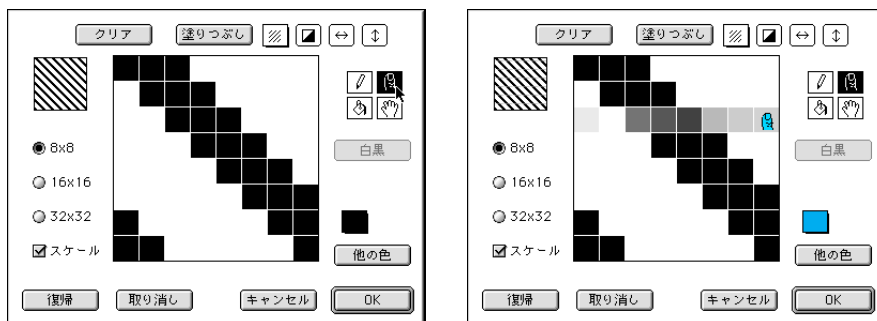 クリア 塗りつぶし
8x8
白黒
16x16
32x32
スケール
他の色
復帰 取り消し キャンセル OK
クリア 塗りつぶし
8x8
白黒
16x16
32x32
スケール
他の色
復帰 取り消し キャンセル OK